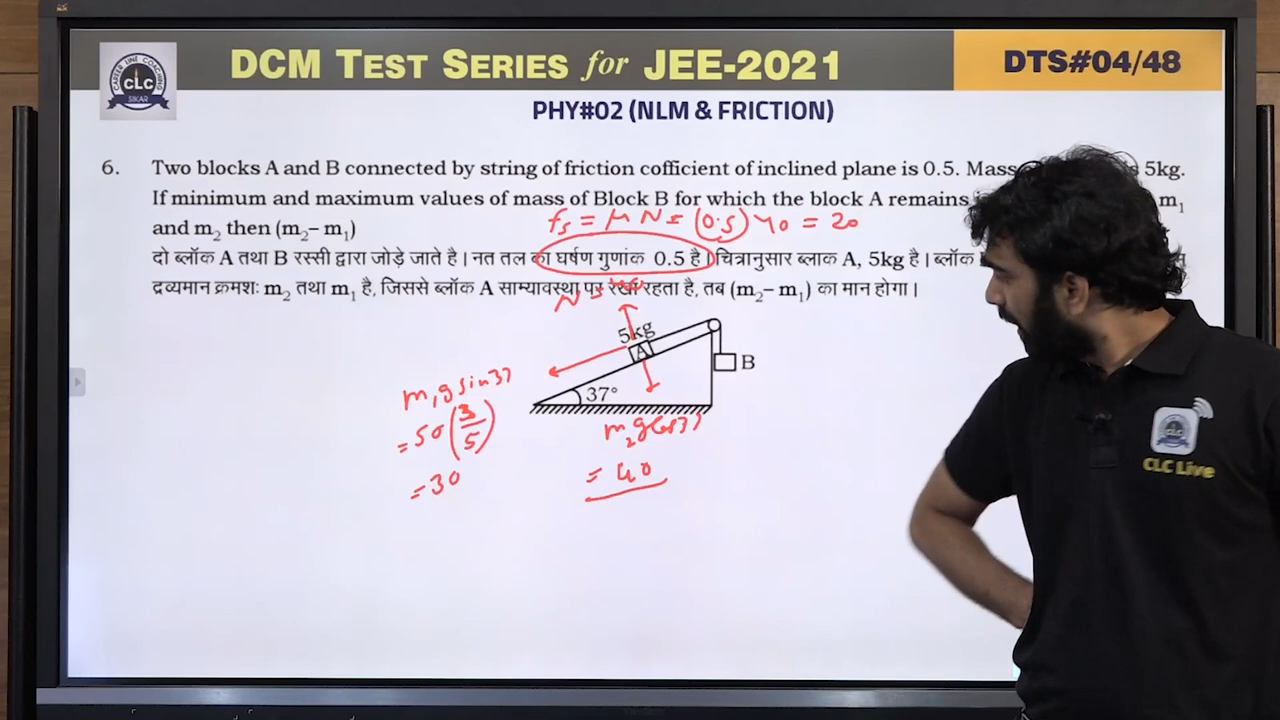 DCM TEST SERIES for JEE-2021
DTS#04/48
CAREER LINE COACHING
CLC
SIKAR
PHY#02 (NLM & FRICTION)
6. Two blocks A and B connected by string of friction cofficient of inclined plane is 0.5. Mass 5kg.
If minimum and maximum values of mass of Block B for which the block A remains m₁
and m₂ then (m₂– m₁)
fs = μN = (0.5) 40 = 20
दो ब्लॉक A तथा B रस्सी द्वारा जोड़े जाते है। नत तल का घर्षण गुणांक 0.5 है। चित्रानुसार ब्लाक A, 5kg है। ब्लॉक
द्रव्यमान क्रमशः m₂ तथा m₁ है, जिससे ब्लॉक A साम्यावस्था पर रखा रहता है, तब (m₂– m₁) का मान होगा।
N = 40
5kg
A
B
37°
m₁g sin37
= 50(3/5)
= 30
m₂g cos37
= 40
CLC
CLC Live